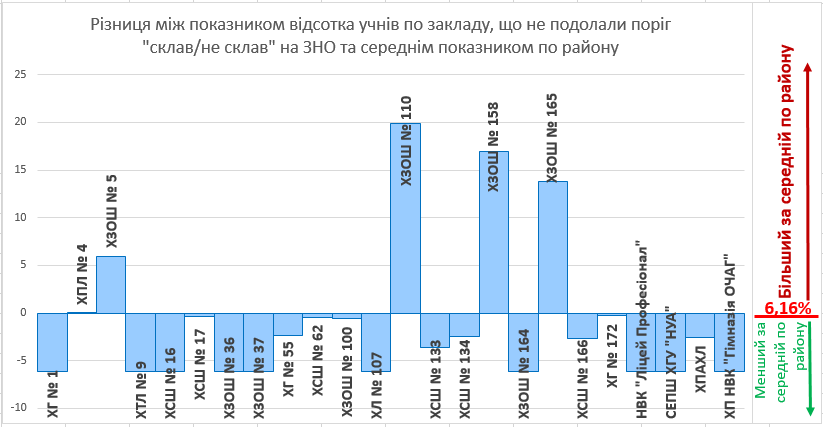 Різниця між показником відсотка учнів по закладу, що не подолали поріг
"склав/не склав" на ЗНО та середнім показником по району
25
20
15
10
5
0
-5
-10
ХГ № 1
ХПЛ № 4
ХЗОШ № 5
ХТЛ № 9
ХСШ № 16
ХСШ № 17
ХЗОШ № 36
ХЗОШ № 37
ХГ № 55
ХСШ № 62
ХЗОШ № 100
ХЛ № 107
ХЗОШ № 110
ХСШ № 133
ХСШ № 134
ХЗОШ № 158
ХЗОШ № 164
ХЗОШ № 165
ХСШ № 166
ХГ № 172
НВК "Ліцей Професіонал"
СЕПШ ХГУ "НУА"
ХПАХЛ
ХП НВК "Гімназія ОЧАГ"
Більший за середній по району
6,16%
Менший за
середній по
району